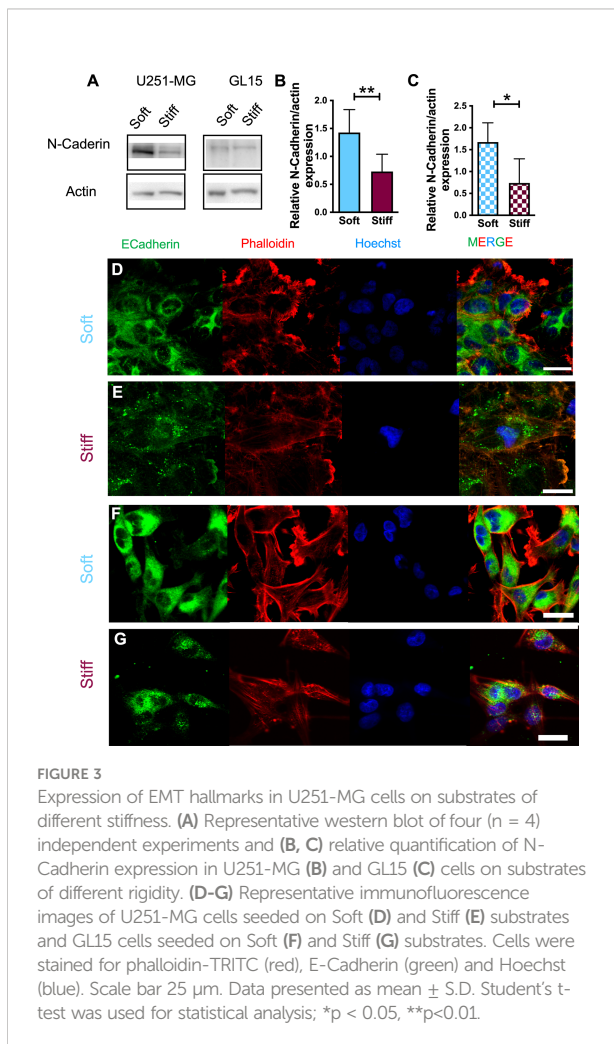 A
U251-MG
GL15
Soft
Stiff
Soft
Stiff
N-Caderin
Actin
B
Relative N-Cadherin/actin
expression
2.0
1.5
1.0
0.5
0.0
**
Soft
Stiff
C
Relative N-Cadherin/actin
expression
2.5
2.0
1.5
1.0
0.5
0.0
*
Soft
Stiff
ECadherin
Phalloidin
Hoechst
MERGE
D
Soft
E
Stiff
F
Soft
G
Stiff
FIGURE 3
Expression of EMT hallmarks in U251-MG cells on substrates of
different stiffness. (A) Representative western blot of four (n = 4)
independent experiments and (B, C) relative quantification of N-
Cadherin expression in U251-MG (B) and GL15 (C) cells on substrates
of different rigidity. (D-G) Representative immunofluorescence
images of U251-MG cells seeded on Soft (D) and Stiff (E) substrates
and GL15 cells seeded on Soft (F) and Stiff (G) substrates. Cells were
stained for phalloidin-TRITC (red), E-Cadherin (green) and Hoechst
(blue). Scale bar 25 µm. Data presented as mean ± S.D. Student's t-
test was used for statistical analysis; *p < 0.05, **p<0.01.